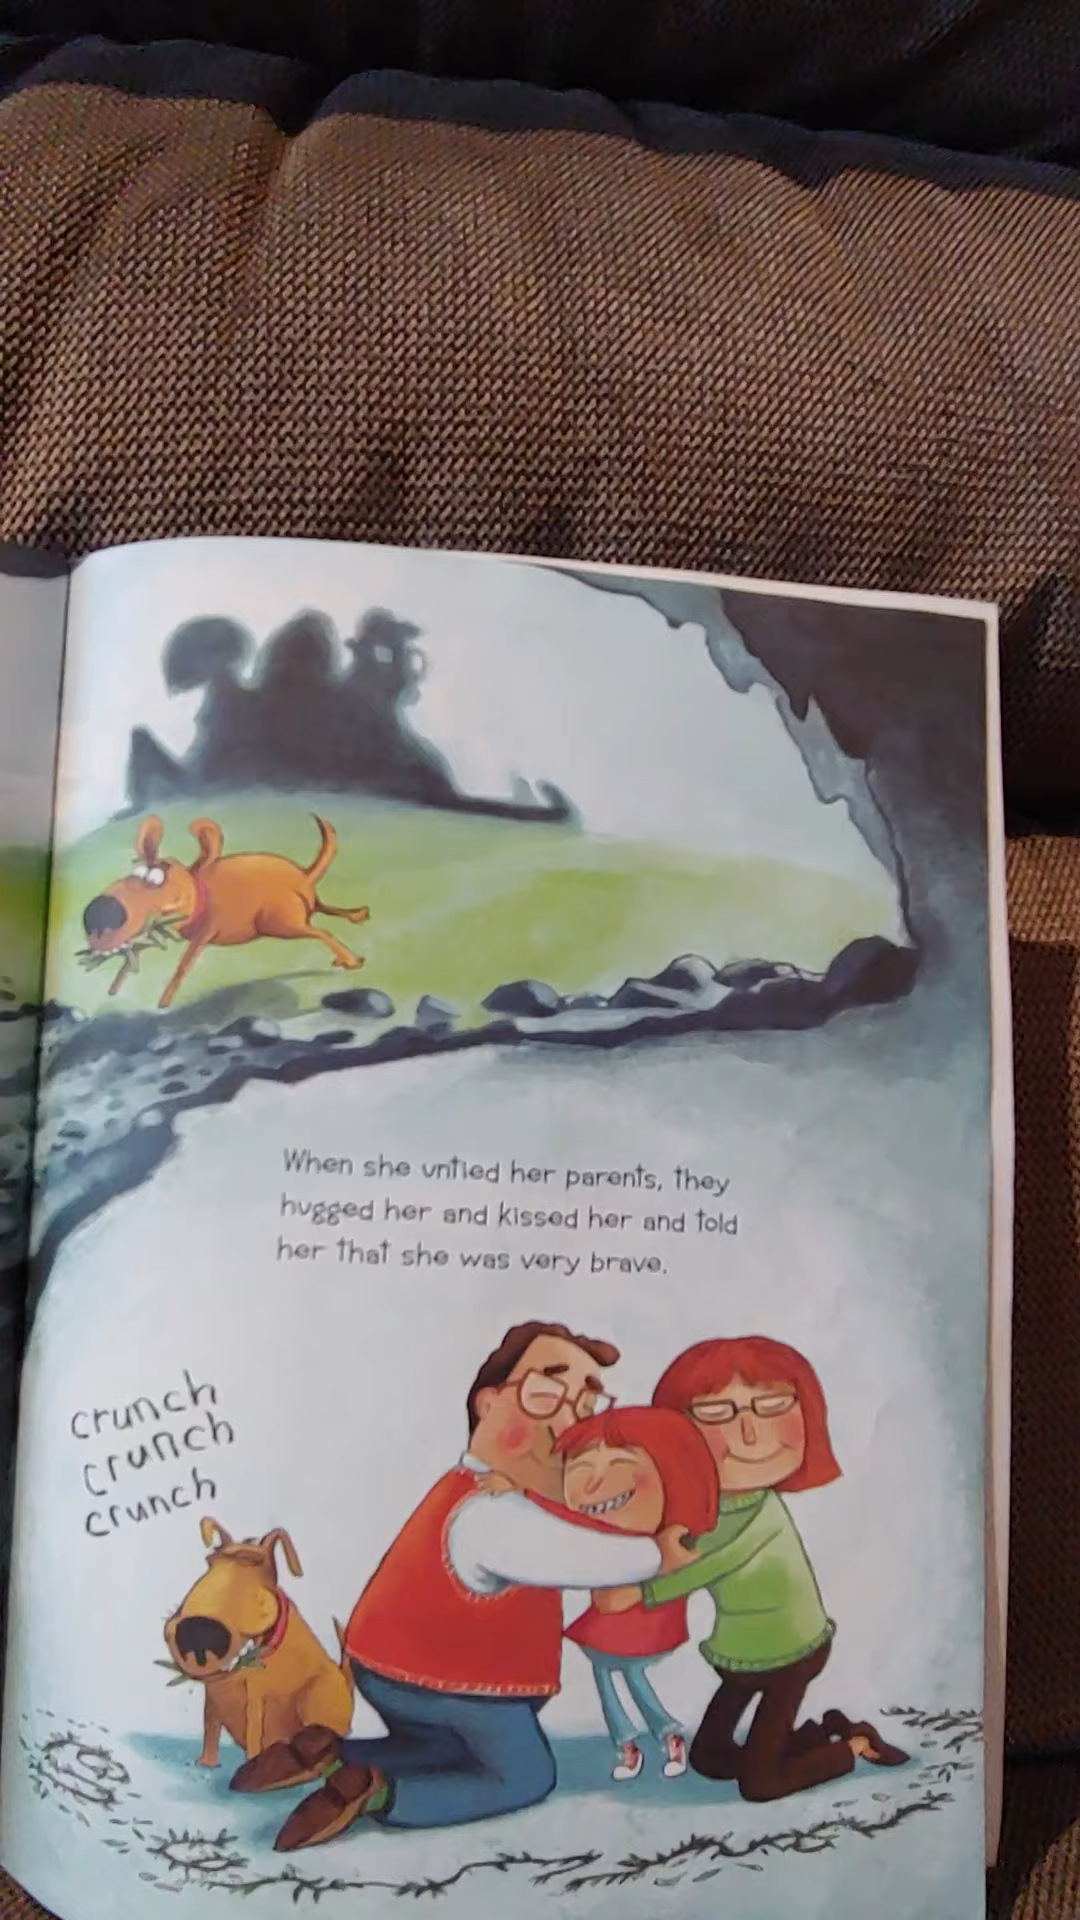 When she untied her parents, they
hugged her and kissed her and told
her that she was very brave.
crunch
crunch
crunch